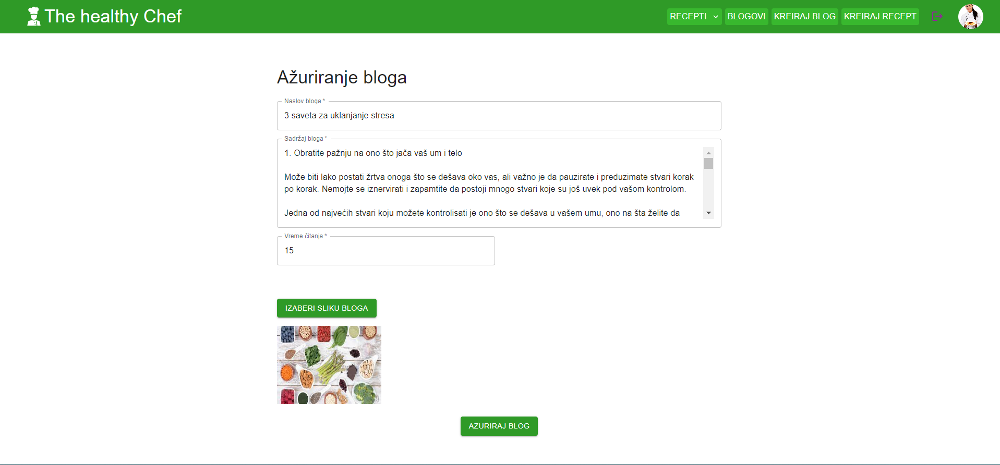 The healthy Chef
RECEPTI
BLOGOVI
KREIRAJ BLOG
KREIRAJ RECEPT
Ažuriranje bloga
Naslov bloga *
3 saveta za uklanjanje stresa
Sadržaj bloga *
1. Obratite pažnju na ono što jača vaš um i telo
Može biti lako postati žrtva onoga što se dešava oko vas, ali važno je da pauzirate i preduzimate stvari korak
po korak. Nemojte se iznervirati i zapamtite da postoji mnogo stvari koje su još uvek pod vašom kontrolom.
Jedna od najvećih stvari koju možete kontrolisati je ono što se dešava u vašem umu, ono na šta želite da
Vreme čitanja *
15
IZABERI SLIKU BLOGA
AZURIRAJ BLOG